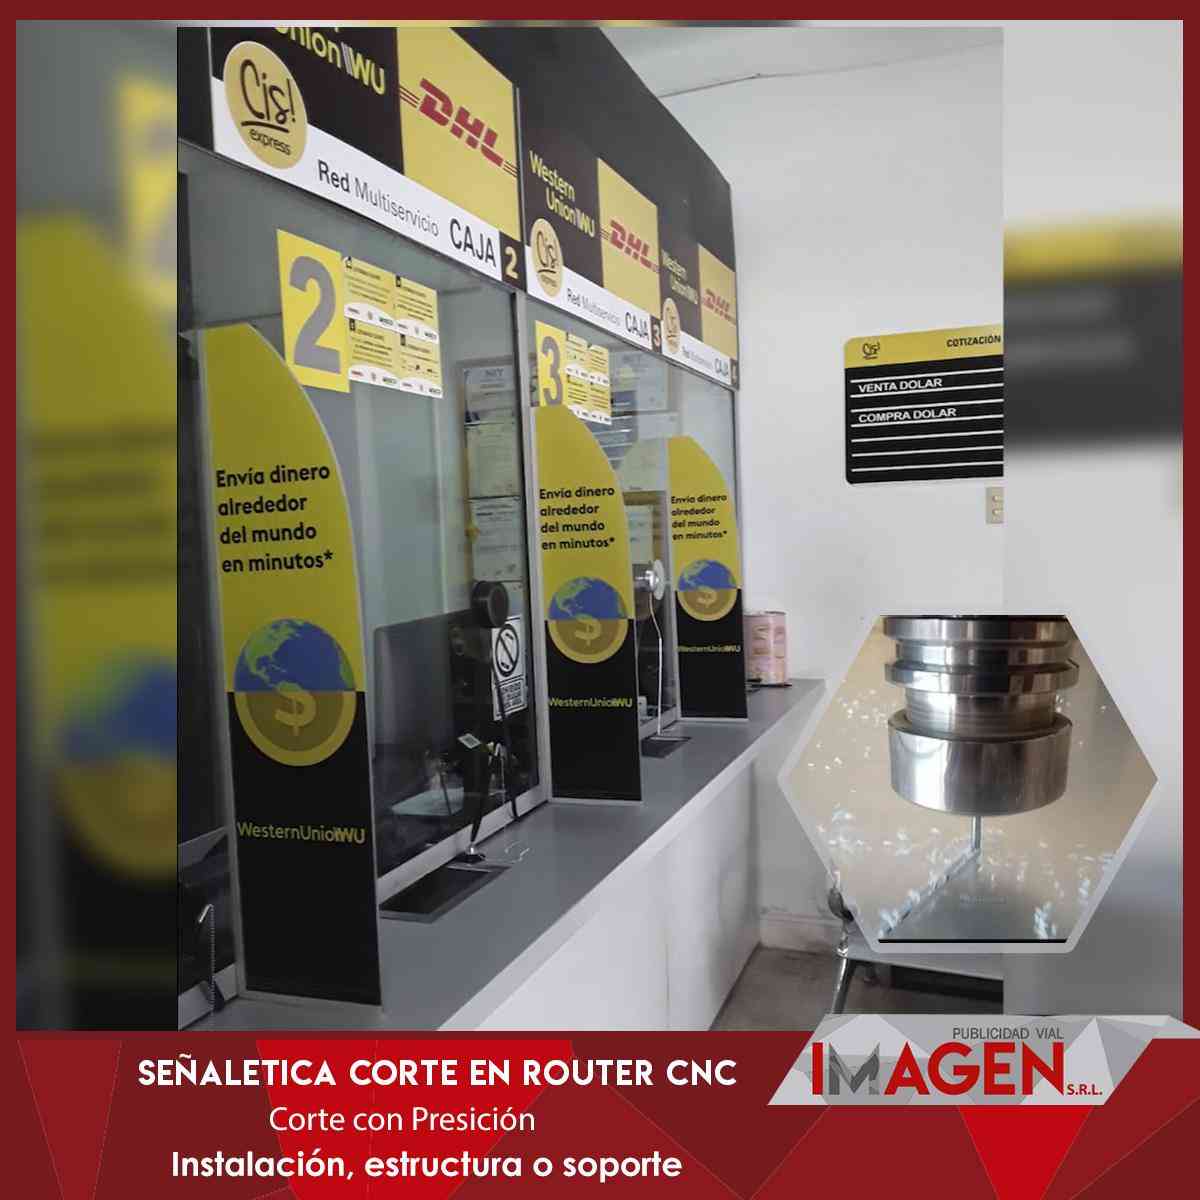 Union WU
DHL
Cis!
express
Red Multiservicio CAJA 2
Western
Union WU
DHL
Cis!
express
Red Multiservicio CAJA 3
Western
Union WU
DHL
Red Multiservicio CAJA 4
2
3
Cis! COTIZACIÓN
VENTA DOLAR
COMPRA DOLAR
Envía dinero
alrededor
del mundo
en minutos*
$
WesternUnion WU
Envía dinero
alrededor
del mundo
en minutos*
$
WesternUnion WU
Envía dinero
alrededor
del mundo
en minutos*
$
WesternUnion WU
NIT
SEÑALETICA CORTE EN ROUTER CNC
Corte con Presición
Instalación, estructura o soporte
PUBLICIDAD VIAL
IMAGEN
S.R.L.